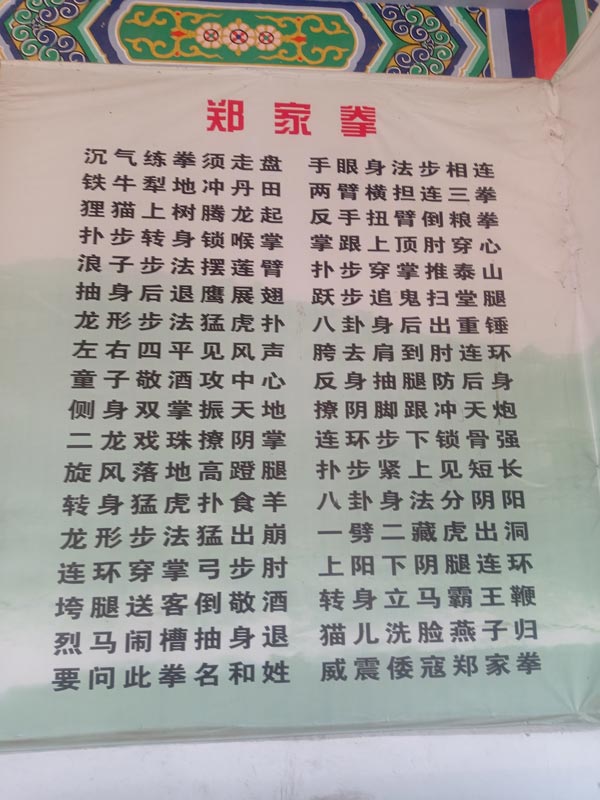 郑家拳
沉气练拳须走盘 手眼身法步相连
铁牛犁地冲丹田 两臂横担连三拳
狸猫上树腾龙起 反手扭臂倒粮拳
扑步转身锁喉掌 掌跟上顶肘穿心
浪子步法摆莲臂 扑步穿掌推泰山
抽身后退鹰展翅 跃步追鬼扫堂腿
龙形步法猛虎扑 八卦身后出重锤
左右四平见风声 胯去肩到肘连环
童子敬酒攻中心 反身抽腿防后身
侧身双掌振天地 撩阴脚跟冲天炮
二龙戏珠撩阴掌 连环步下锁骨强
旋风落地高蹬腿 扑步紧上见短长
转身猛虎扑食羊 八卦身法分阴阳
龙形步法猛出崩 一劈二藏虎出洞
连环穿掌弓步肘 上阳下阴腿连环
垮腿送客倒敬酒 转身立马霸王鞭
烈马闹槽抽身退 猫儿洗脸燕子归
要问此拳名和姓 威震倭寇郑家拳